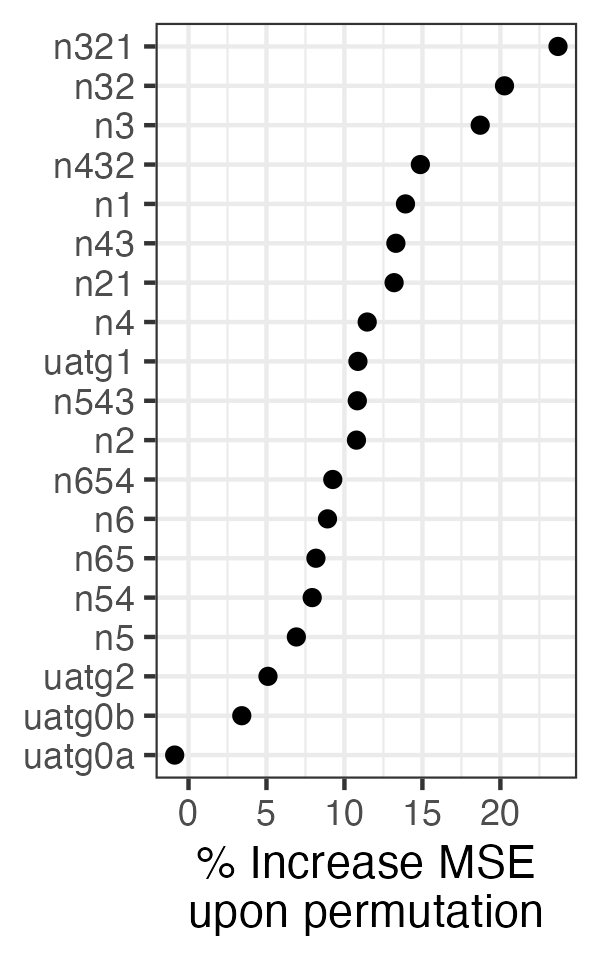 n321
n32
n3
n432
n1
n43
n21
n4
uatg1
n543
n2
n654
n6
n65
n54
n5
uatg2
uatg0b
uatg0a
0 5 10 15 20
% Increase MSE
upon permutation